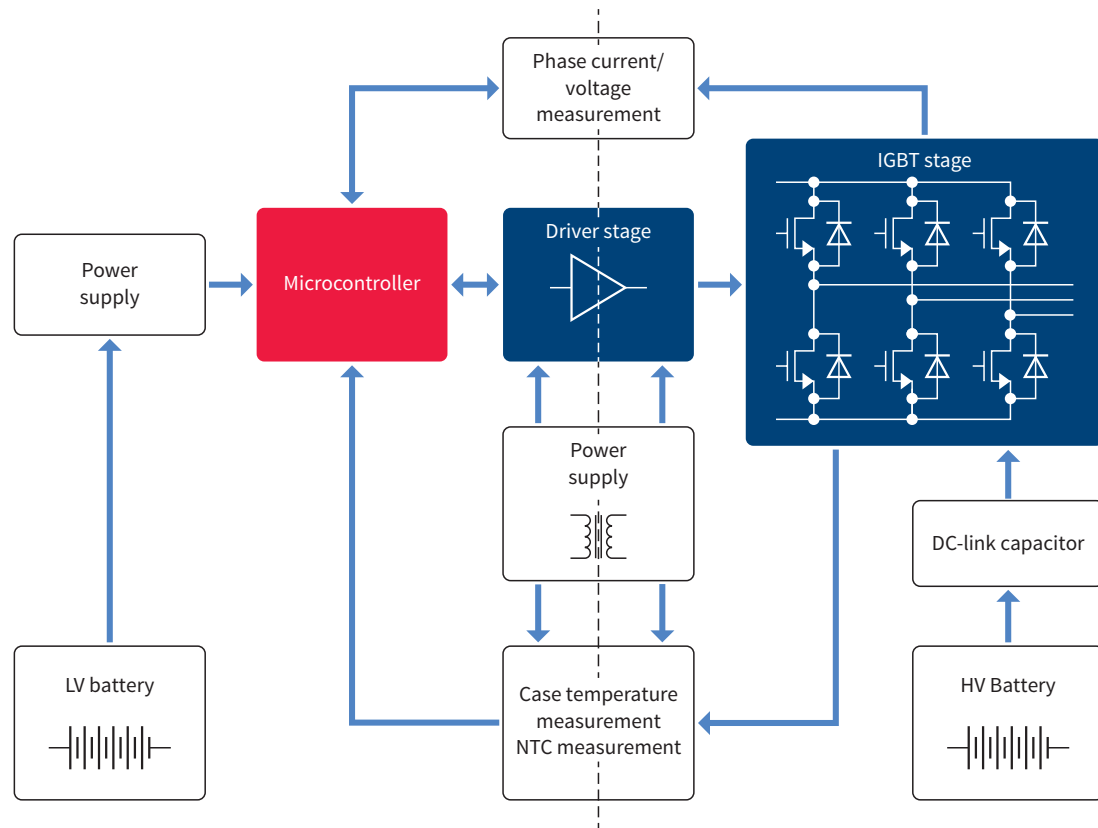 Phase current/
voltage
measurement
IGBT stage
Power
supply
Microcontroller
Driver stage
Power
supply
DC-link capacitor
LV battery
Case temperature
measurement
NTC measurement
HV Battery